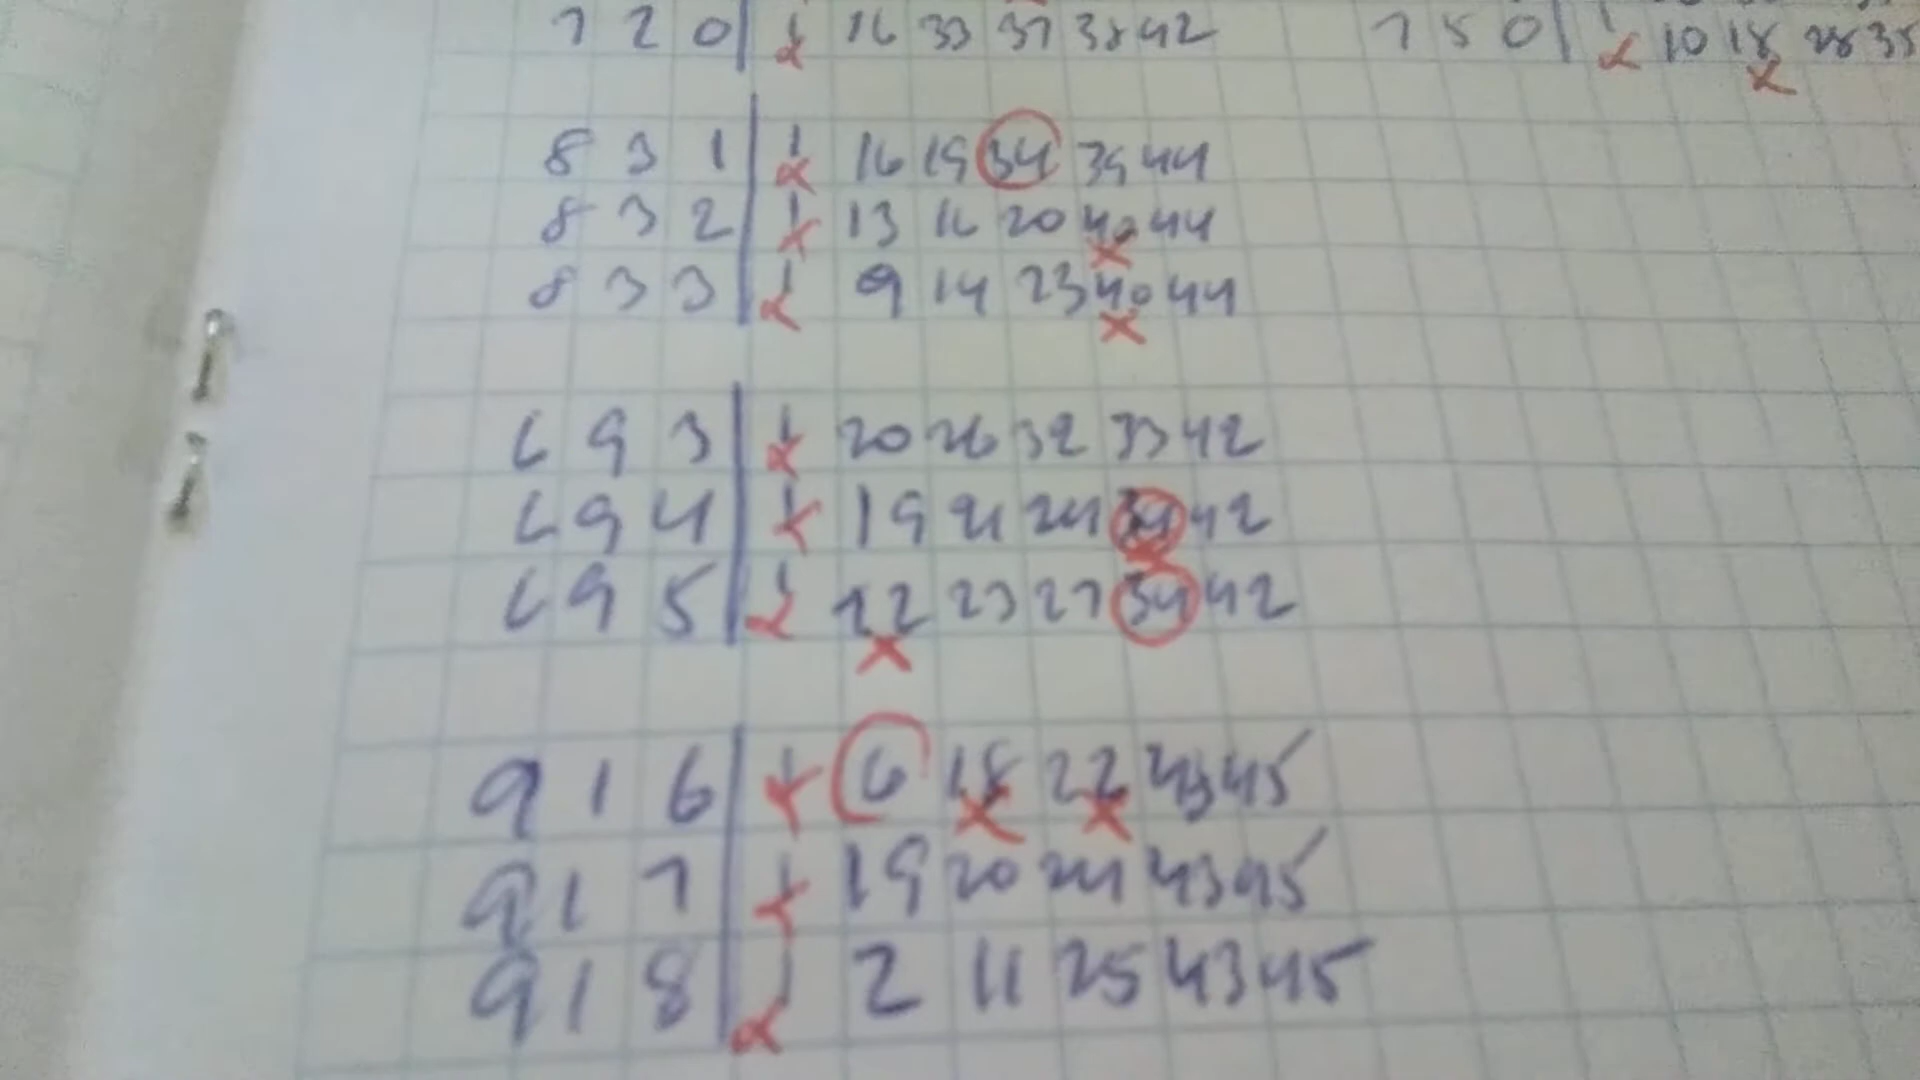 7 2 0 | 1 16 33 37 38 42
7 5 0 | 1 10 18 28 35
8 3 1 | 1 16 19 34 39 44
8 3 2 | 1 13 16 20 40 44
8 3 3 | 1 9 14 23 40 44
6 9 3 | 1 20 26 32 33 42
6 9 4 | 1 19 21 24 34 42
6 9 5 | 1 22 23 27 34 42
9 1 6 | 1 6 18 22 43 45
9 1 7 | 1 19 20 24 43 45
9 1 8 | 1 2 11 25 43 45